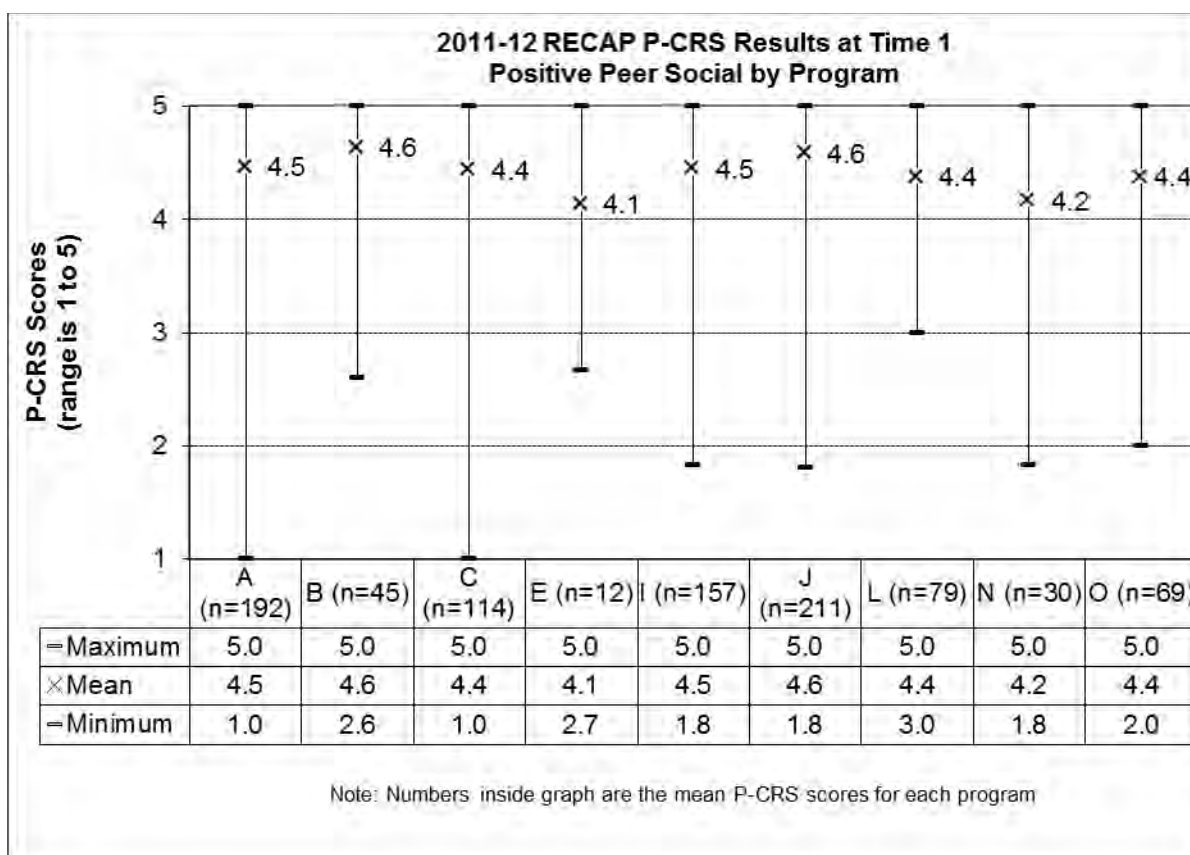 2011-12 RECAP P-CRS Results at Time 1
Positive Peer Social by Program
P-CRS Scores
(range is 1 to 5)
5
4
3
2
1
4.5
4.6
4.4
4.1
4.5
4.6
4.4
4.2
4.4
A (n=192) B (n=45) C (n=114) E (n=12) I (n=157) J (n=211) L (n=79) N (n=30) O (n=69)
Maximum 5.0 5.0 5.0 5.0 5.0 5.0 5.0 5.0 5.0
Mean 4.5 4.6 4.4 4.1 4.5 4.6 4.4 4.2 4.4
Minimum 1.0 2.6 1.0 2.7 1.8 1.8 3.0 1.8 2.0
Note: Numbers inside graph are the mean P-CRS scores for each program